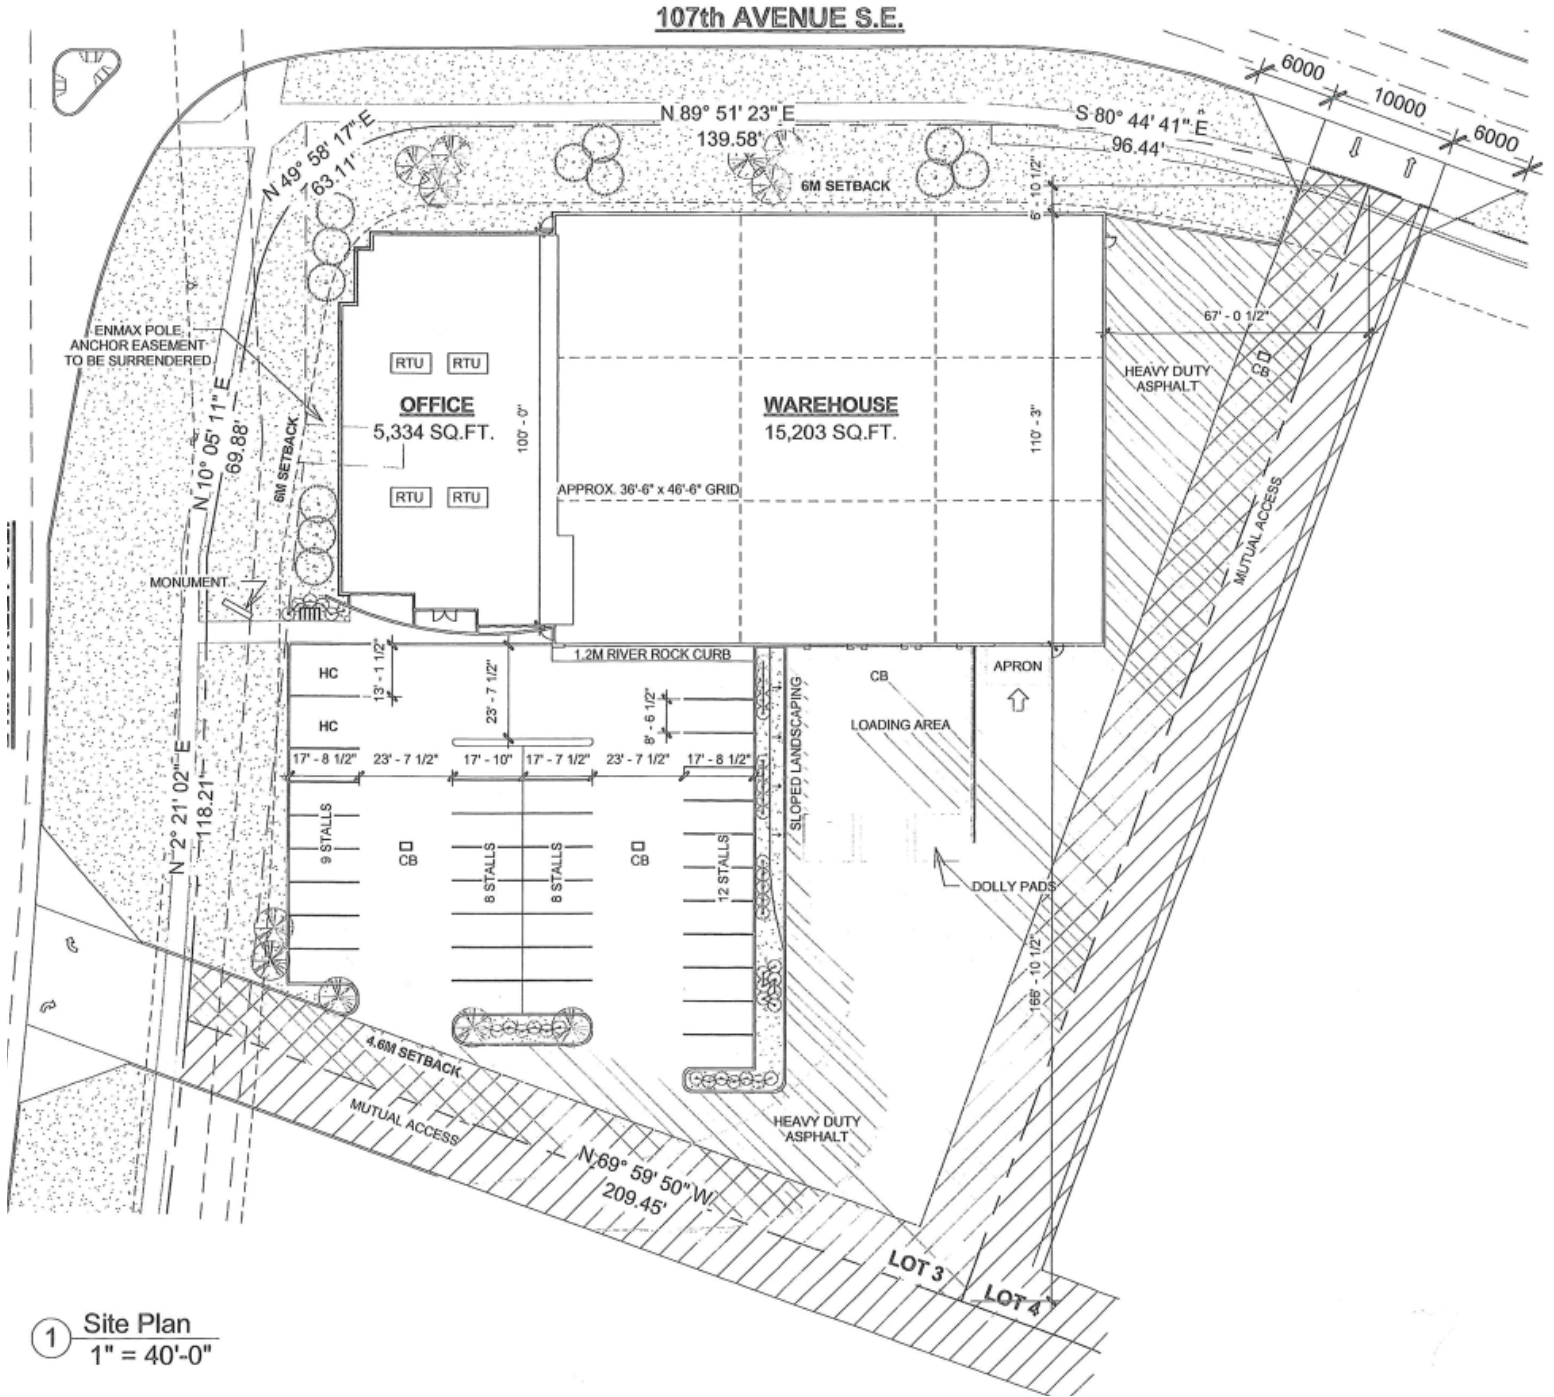 107th AVENUE S.E.
6000
10000
6000
N 89° 51' 23" E
139.58'
S 80° 44' 41" E
96.44'
N 49° 58' 17" E
63.11'
6M SETBACK
6' - 10 1/2"
67' - 0 1/2"
ENMAX POLE
ANCHOR EASEMENT
TO BE SURRENDERED
CB
HEAVY DUTY
ASPHALT
RTU
RTU
OFFICE
5,334 SQ.FT.
WAREHOUSE
15,203 SQ.FT.
100' - 0"
110' - 3"
N 10° 05' 11" E
69.88'
6M SETBACK
RTU
RTU
APPROX. 36'-6" x 46'-6" GRID
MUTUAL ACCESS
MONUMENT
1.2M RIVER ROCK CURB
HC
13' - 1 1/2"
23' - 7 1/2"
8' - 6 1/2"
CB
APRON
HC
LOADING AREA
SLOPED LANDSCAPING
17' - 8 1/2"
23' - 7 1/2"
17' - 10"
17' - 7 1/2"
23' - 7 1/2"
17' - 8 1/2"
N 2° 21' 02" E
118.21'
9 STALLS
CB
8 STALLS
8 STALLS
CB
12 STALLS
DOLLY PADS
166' - 10 1/2"
4.6M SETBACK
MUTUAL ACCESS
HEAVY DUTY
ASPHALT
N 69° 59' 50" W
209.45'
LOT 3
LOT 4
1
Site Plan
1" = 40'-0"